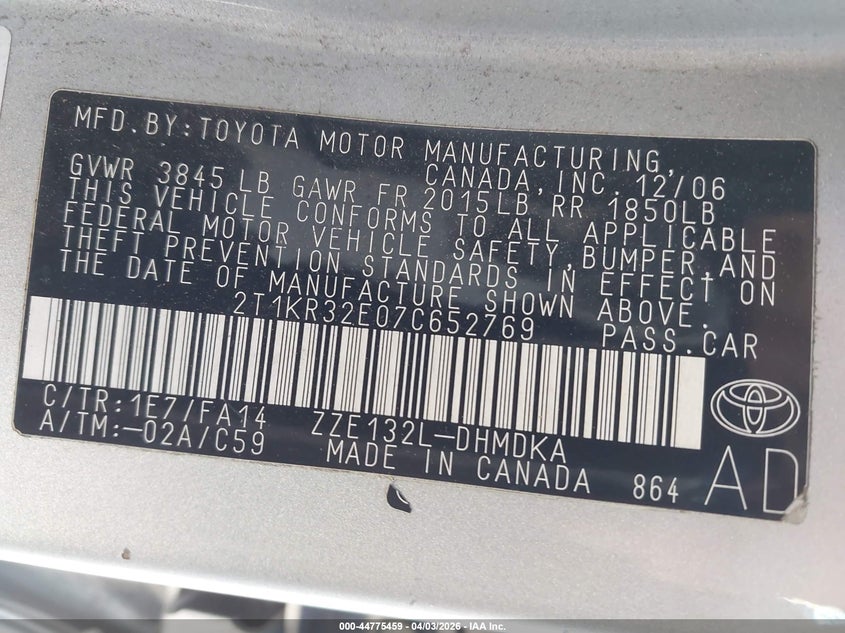 MFD.BY:TOYOTA MOTOR MANUFACTURING,
CANADA,INC. 12/06
GVWR 3845 LB GAWR FR 2015LB RR 1850LB
THIS VEHICLE CONFORMS TO ALL APPLICABLE
FEDERAL MOTOR VEHICLE SAFETY,BUMPER,AND
THEFT PREVENTION STANDARDS IN EFFECT ON
THE DATE OF MANUFACTURE SHOWN ABOVE.
2T1KR32E07C652769 PASS.CAR
C/TR:1E7/FA14 ZZE132L-DHMDKA
A/TM:-02A/C59 MADE IN CANADA 864 AD
000-44775459 - 04/03/2026 - IAA Inc.